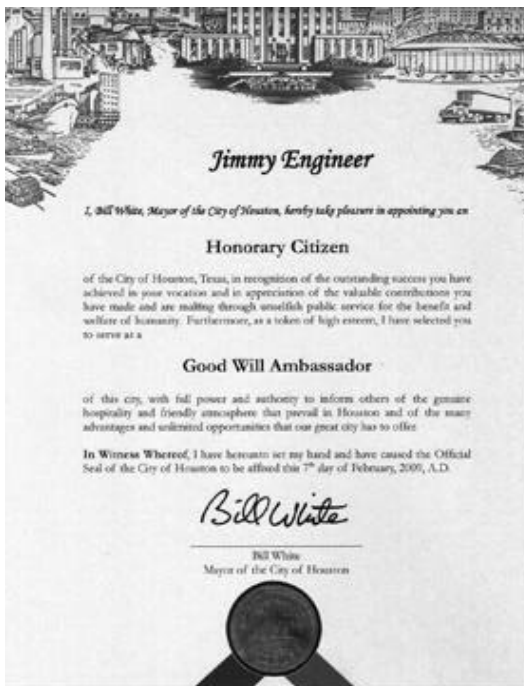 Jimmy Engineer
I, Bill White, Mayor of the City of Houston, hereby take pleasure in appointing you an
Honorary Citizen
of the City of Houston, Texas, in recognition of the outstanding success you have
achieved in your vocation and in appreciation of the valuable contributions you
have made and are making through unselfish public service for the benefit and
welfare of humanity. Furthermore, as a token of high esteem, I have selected you
to serve as a
Good Will Ambassador
of this city, with full power and authority to inform others of the genuine
hospitality and friendly atmosphere that prevail in Houston and of the many
advantages and unlimited opportunities that our great city has to offer.
In Witness Whereof, I have hereunto set my hand and have caused the Official
Seal of the City of Houston to be affixed this 7th day of February, A.D.
Bill White
Bill White
Mayor of the City of Houston